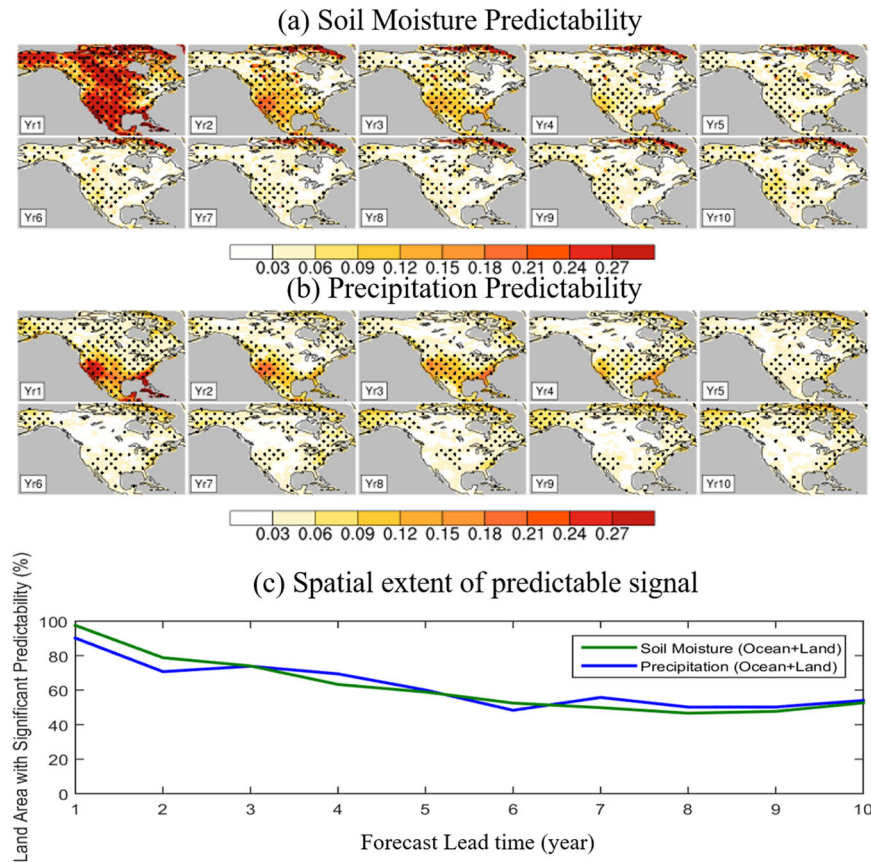 (a) Soil Moisture Predictability
Yr1 Yr2 Yr3 Yr4 Yr5
Yr6 Yr7 Yr8 Yr9 Yr10
0.03 0.06 0.09 0.12 0.15 0.18 0.21 0.24 0.27
(b) Precipitation Predictability
Yr1 Yr2 Yr3 Yr4 Yr5
Yr6 Yr7 Yr8 Yr9 Yr10
0.03 0.06 0.09 0.12 0.15 0.18 0.21 0.24 0.27
(c) Spatial extent of predictable signal
Land Area with Significant Predictability (%)
100
80
60
40
20
0
Soil Moisture (Ocean+Land)
Precipitation (Ocean+Land)
1 2 3 4 5 6 7 8 9 10
Forecast Lead time (year)